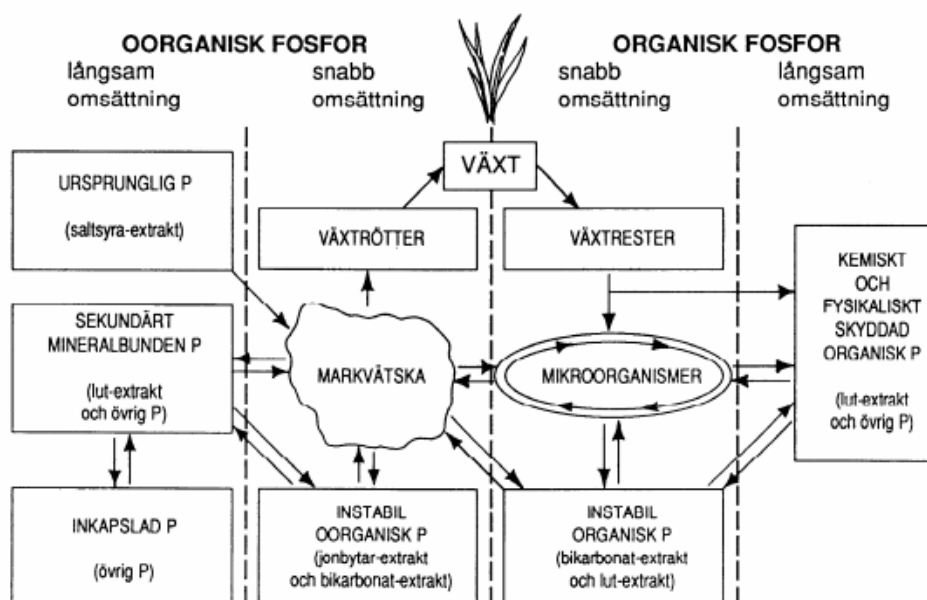 OORGANISK FOSFOR
ORGANISK FOSFOR
långsam
omsättning
snabb
omsättning
snabb
omsättning
långsam
omsättning
VÄXT
URSPRUNGLIG P
(saltsyra-extrakt)
VÄXTRÖTTER
VÄXTRESTER
KEMISKT
OCH
FYSIKALISKT
SKYDDAD
ORGANISK P
(lut-extrakt
och övrig P)
SEKUNDÄRT
MINERALBUNDEN P
(lut-extrakt
och övrig P)
MARKVÄTSKA
MIKROORGANISMER
INKAPSLAD P
(övrig P)
INSTABIL
OORGANISK P
(jonbytar-extrakt
och bikarbonat-extrakt)
INSTABIL
ORGANISK P
(bikarbonat-extrakt
och lut-extrakt)